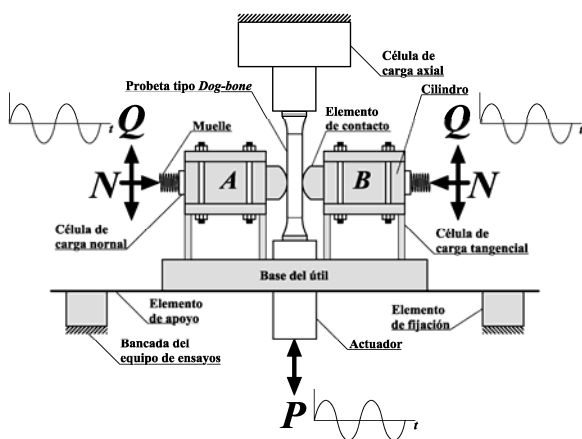 Célula de
carga axial
Probeta tipo Dog-bone
Cilindro
Elemento
de contacto
t
Q
Muelle
N
A
B
Q
t
N
Célula de
carga nornal
Célula de
carga tangencial
Base del útil
Elemento
de apoyo
Elemento
de fijación
Bancada del
equipo de ensayos
Actuador
P
t